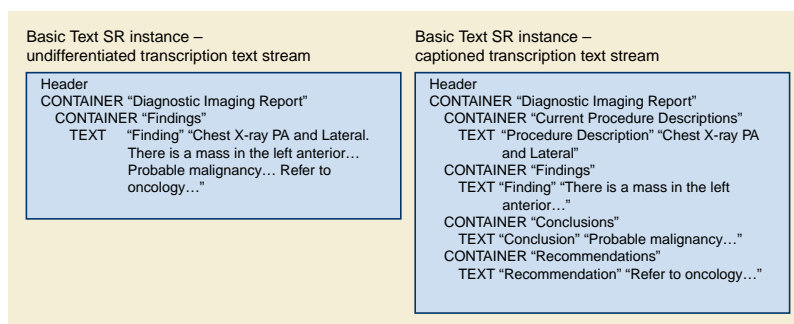 Basic Text SR instance –
undifferentiated transcription text stream
Header
CONTAINER “Diagnostic Imaging Report”
CONTAINER “Findings”
TEXT “Finding” “Chest X-ray PA and Lateral.
There is a mass in the left anterior…
Probable malignancy… Refer to
oncology…”
Basic Text SR instance –
captioned transcription text stream
Header
CONTAINER “Diagnostic Imaging Report”
CONTAINER “Current Procedure Descriptions”
TEXT “Procedure Description” “Chest X-ray PA
and Lateral”
CONTAINER “Findings”
TEXT “Finding” “There is a mass in the left
anterior…”
CONTAINER “Conclusions”
TEXT “Conclusion” “Probable malignancy…”
CONTAINER “Recommendations”
TEXT “Recommendation” “Refer to oncology…”